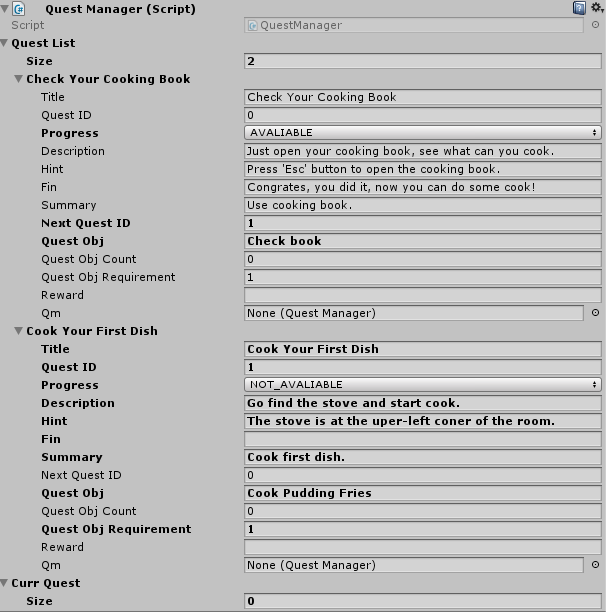 Quest Manager (Script)
Script QuestManager
Quest List
Size 2
Check Your Cooking Book
Title Check Your Cooking Book
Quest ID 0
Progress AVALIABLE
Description Just open your cooking book, see what can you cook.
Hint Press 'Esc' button to open the cooking book.
Fin Congrates, you did it, now you can do some cook!
Summary Use cooking book.
Next Quest ID 1
Quest Obj Check book
Quest Obj Count 0
Quest Obj Requirement 1
Reward
Qm None (Quest Manager)
Cook Your First Dish
Title Cook Your First Dish
Quest ID 1
Progress NOT_AVALIABLE
Description Go find the stove and start cook.
Hint The stove is at the uper-left coner of the room.
Fin
Summary Cook first dish.
Next Quest ID 0
Quest Obj Cook Pudding Fries
Quest Obj Count 0
Quest Obj Requirement 1
Reward
Qm None (Quest Manager)
Curr Quest
Size 0